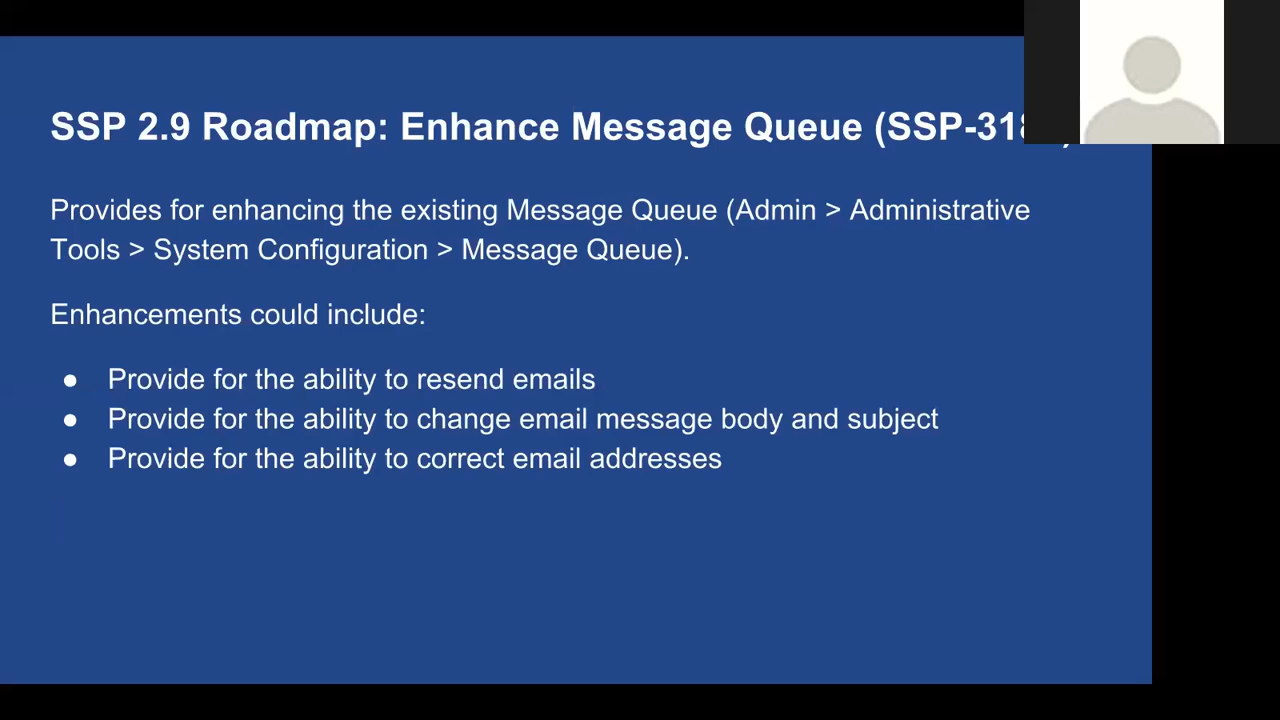 SSP 2.9 Roadmap: Enhance Message Queue
Provides for enhancing the existing Message Queue (Admin > Administrative
Tools > System Configuration > Message Queue).
Enhancements could include:
● Provide for the ability to resend emails
● Provide for the ability to change email message body and subject
● Provide for the ability to correct email addresses